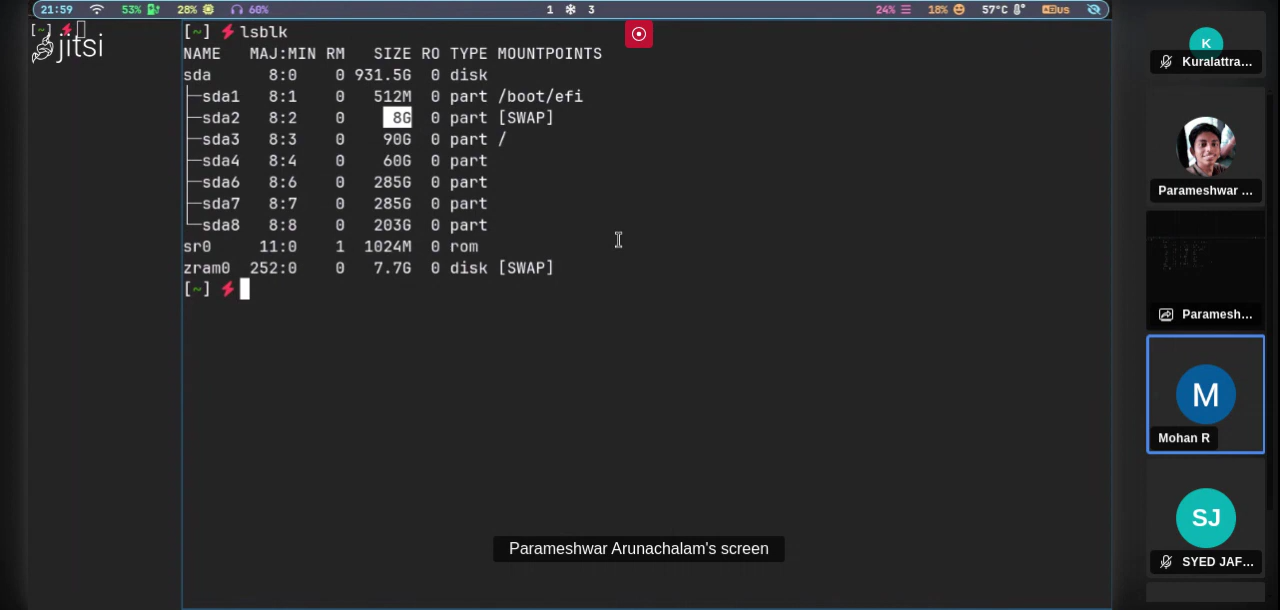 21:59 53% 28% 60% 1 3 24% 18% 57°C us
[~]
jitsi
[~] lsblk
NAME MAJ:MIN RM SIZE RO TYPE MOUNTPOINTS
sda 8:0 0 931.5G 0 disk
├─sda1 8:1 0 512M 0 part /boot/efi
├─sda2 8:2 0 8G 0 part [SWAP]
├─sda3 8:3 0 90G 0 part /
├─sda4 8:4 0 60G 0 part
├─sda6 8:6 0 285G 0 part
├─sda7 8:7 0 285G 0 part
└─sda8 8:8 0 203G 0 part
sr0 11:0 1 1024M 0 rom
zram0 252:0 0 7.7G 0 disk [SWAP]
[~]
Parameshwar Arunachalam's screen
K
Kuralattra...
Parameshwar ...
Paramesh...
M
Mohan R
SJ
SYED JAF...